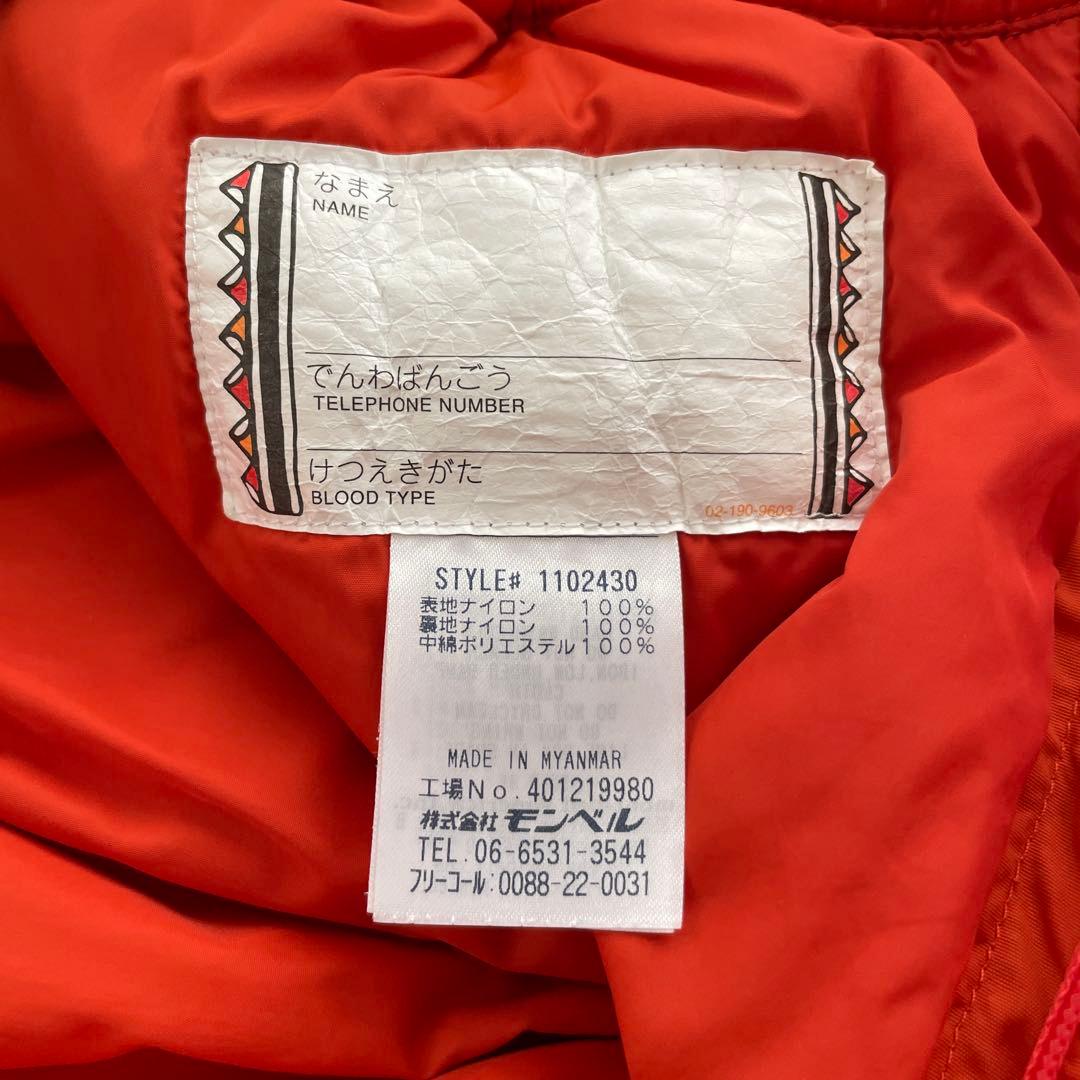 なまえ
NAME
でんわばんごう
TELEPHONE NUMBER
けつえきがた
BLOOD TYPE
02-190-9603
STYLE# 1102430
表地ナイロン 100%
裏地ナイロン 100%
中綿ポリエステル100%
MADE IN MYANMAR
工場No.401219980
株式会社 モンベル
TEL.06-6531-3544
フリーコール:0088-22-0031